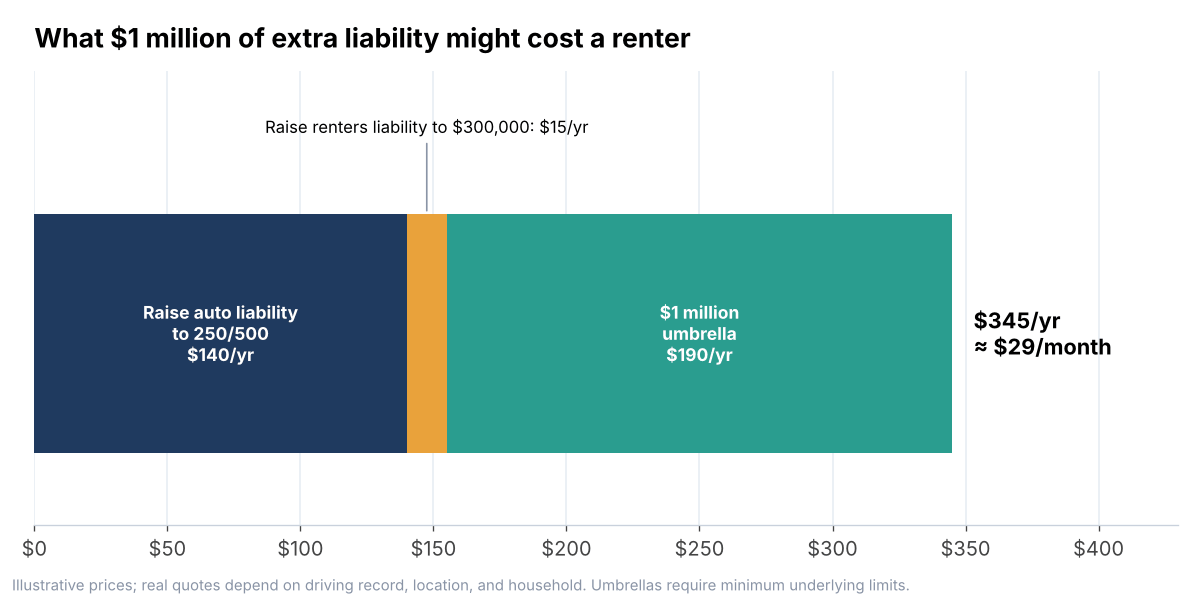 What $1 million of extra liability might cost a renter
Raise renters liability to $300,000: $15/yr
Raise auto liability
to 250/500
$140/yr
$1 million
umbrella
$190/yr
$345/yr
≈ $29/month
$0 $50 $100 $150 $200 $250 $300 $350 $400
Illustrative prices; real quotes depend on driving record, location, and household. Umbrellas require minimum underlying limits.